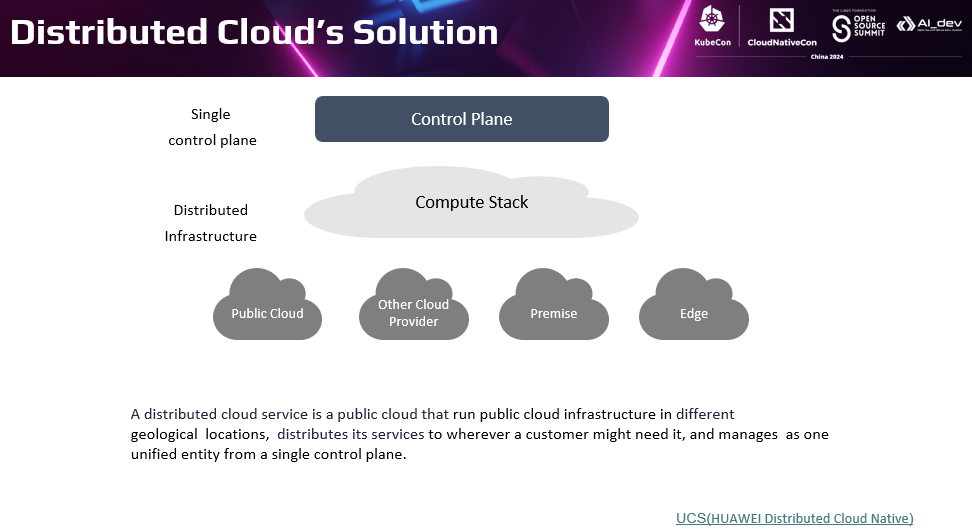 Distributed Cloud's Solution
KubeCon
CloudNativeCon
THE LINUX FOUNDATION
OPEN
SOURCE
SUMMIT
AI_dev
China 2024
Single
control plane
Control Plane
Distributed
Infrastructure
Compute Stack
Public Cloud
Other Cloud
Provider
Premise
Edge
A distributed cloud service is a public cloud that run public cloud infrastructure in different
geological locations, distributes its services to wherever a customer might need it, and manages as one
unified entity from a single control plane.
UCS(HUAWEI Distributed Cloud Native)